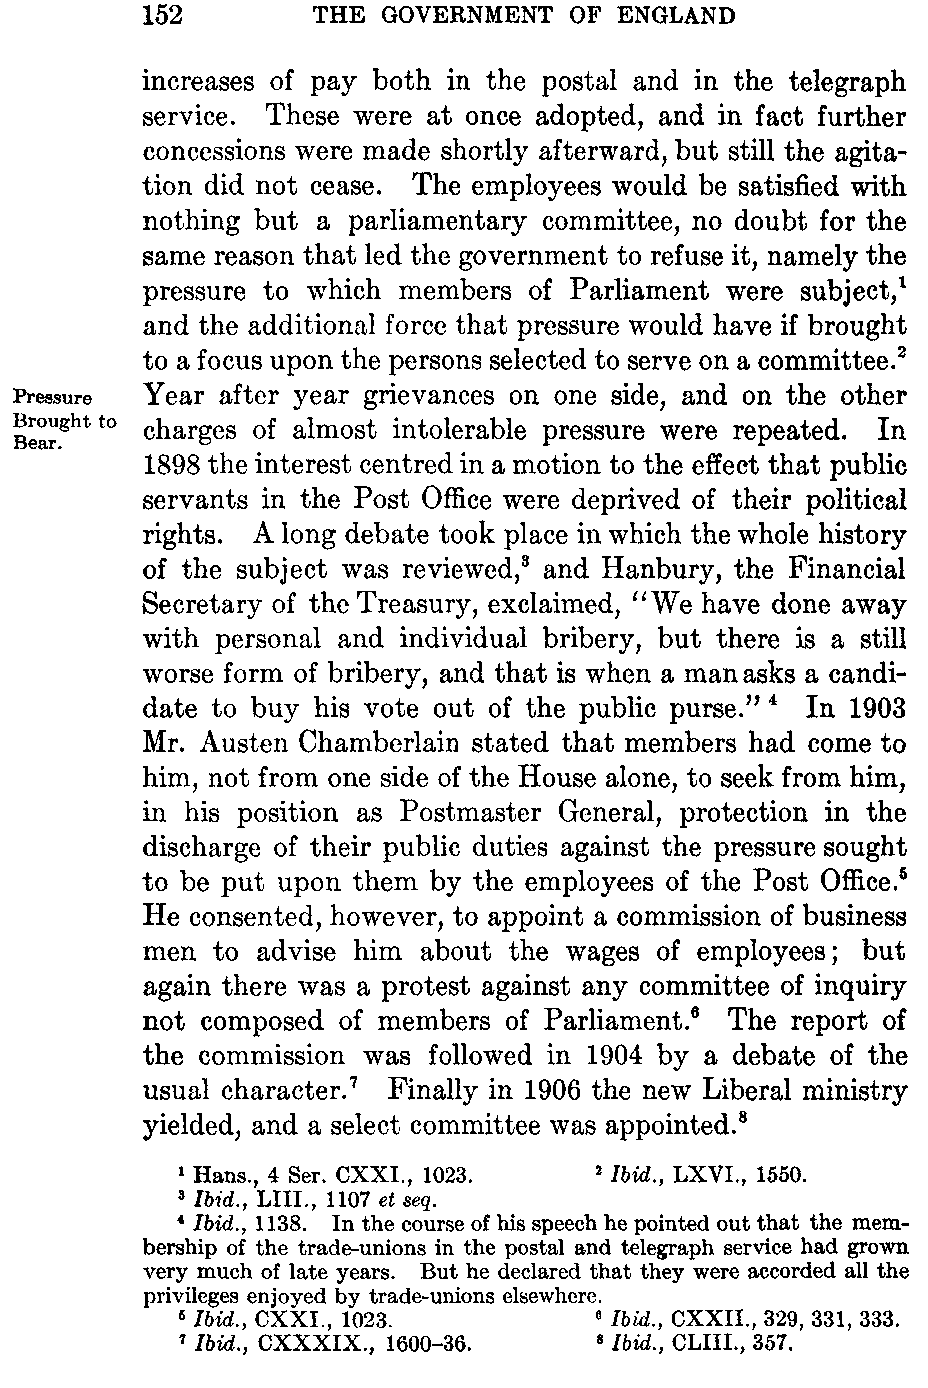 152 THE GOVERNMENT OF ENGLAND
increases of pay both in the postal and in the telegraph
service. These were at once adopted, and in fact further
concessions were made shortly afterward, but still the agita-
tion did not cease. The employees would be satisfied with
nothing but a parliamentary committee, no doubt for the
same reason that led the government to refuse it, namely the
pressure to which members of Parliament were subject,¹
and the additional force that pressure would have if brought
to a focus upon the persons selected to serve on a committee.²
Pressure
Brought to
Bear.
Year after year grievances on one side, and on the other
charges of almost intolerable pressure were repeated. In
1898 the interest centred in a motion to the effect that public
servants in the Post Office were deprived of their political
rights. A long debate took place in which the whole history
of the subject was reviewed,³ and Hanbury, the Financial
Secretary of the Treasury, exclaimed, “We have done away
with personal and individual bribery, but there is a still
worse form of bribery, and that is when a man asks a candi-
date to buy his vote out of the public purse.” ⁴ In 1903
Mr. Austen Chamberlain stated that members had come to
him, not from one side of the House alone, to seek from him,
in his position as Postmaster General, protection in the
discharge of their public duties against the pressure sought
to be put upon them by the employees of the Post Office.⁵
He consented, however, to appoint a commission of business
men to advise him about the wages of employees; but
again there was a protest against any committee of inquiry
not composed of members of Parliament.⁶ The report of
the commission was followed in 1904 by a debate of the
usual character.⁷ Finally in 1906 the new Liberal ministry
yielded, and a select committee was appointed.⁸
¹ Hans., 4 Ser. CXXI., 1023. ² Ibid., LXVI., 1550.
³ Ibid., LIII., 1107 et seq.
⁴ Ibid., 1138. In the course of his speech he pointed out that the mem-
bership of the trade-unions in the postal and telegraph service had grown
very much of late years. But he declared that they were accorded all the
privileges enjoyed by trade-unions elsewhere.
⁵ Ibid., CXXI., 1023. ⁶ Ibid., CXXII., 329, 331, 333.
⁷ Ibid., CXXXIX., 1600–36. ⁸ Ibid., CLIII., 357.